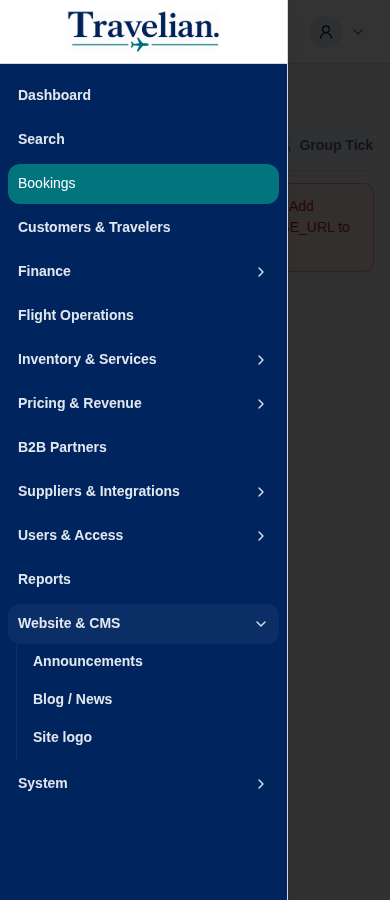 Travelian.
Dashboard
Search
Group Tick
Bookings
Add
E_URL to
Customers & Travelers
Finance
Flight Operations
Inventory & Services
Pricing & Revenue
B2B Partners
Suppliers & Integrations
Users & Access
Reports
Website & CMS
Announcements
Blog / News
Site logo
System